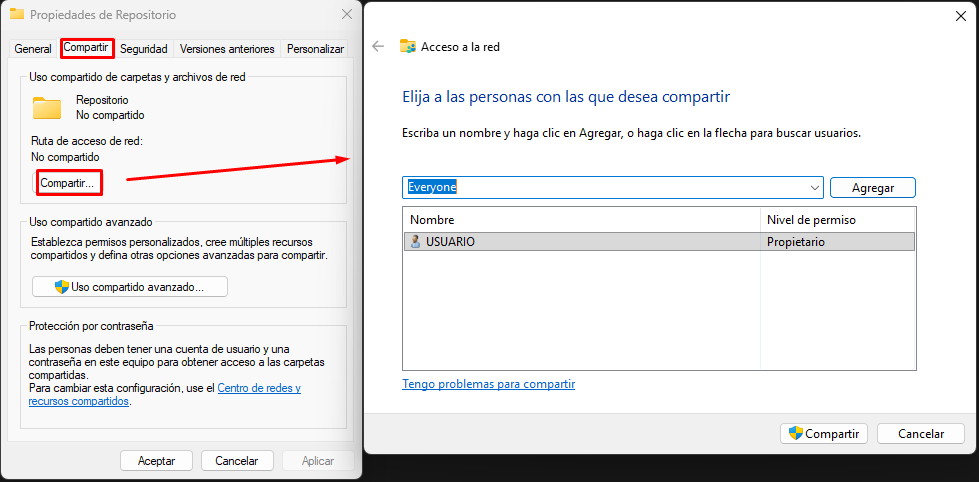 Propiedades de Repositorio
General
Compartir
Seguridad
Versiones anteriores
Personalizar
Uso compartido de carpetas y archivos de red
Repositorio
No compartido
Ruta de acceso de red:
No compartido
Compartir...
Uso compartido avanzado
Establezca permisos personalizados, cree múltiples recursos
compartidos y defina otras opciones avanzadas para compartir.
Uso compartido avanzado...
Protección por contraseña
Las personas deben tener una cuenta de usuario y una
contraseña en este equipo para obtener acceso a las carpetas
compartidas.
Para cambiar esta configuración, use el Centro de redes y
recursos compartidos.
Aceptar
Cancelar
Aplicar
Acceso a la red
Elija a las personas con las que desea compartir
Escriba un nombre y haga clic en Agregar, o haga clic en la flecha para buscar usuarios.
Everyone
Agregar
Nombre
Nivel de permiso
USUARIO
Propietario
Tengo problemas para compartir
Compartir
Cancelar